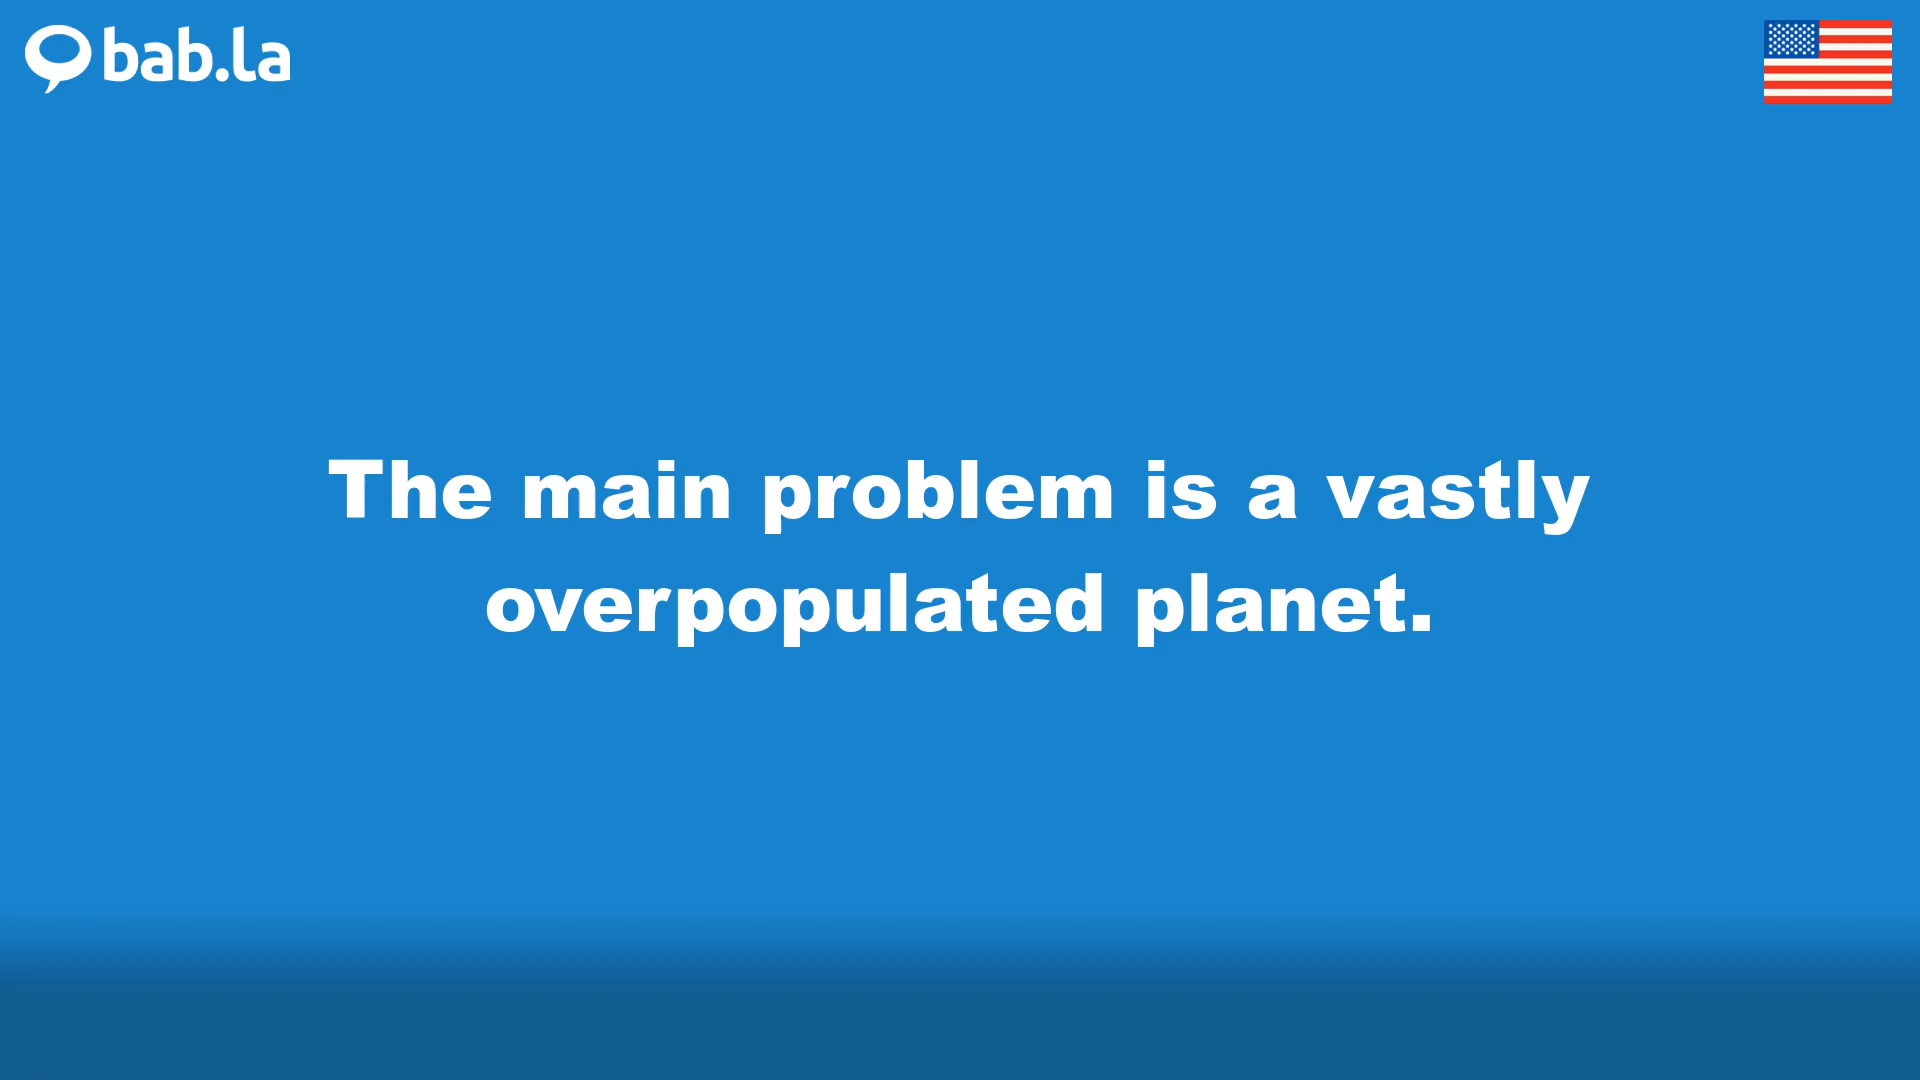 bab.la
The main problem is a vastly
overpopulated planet.